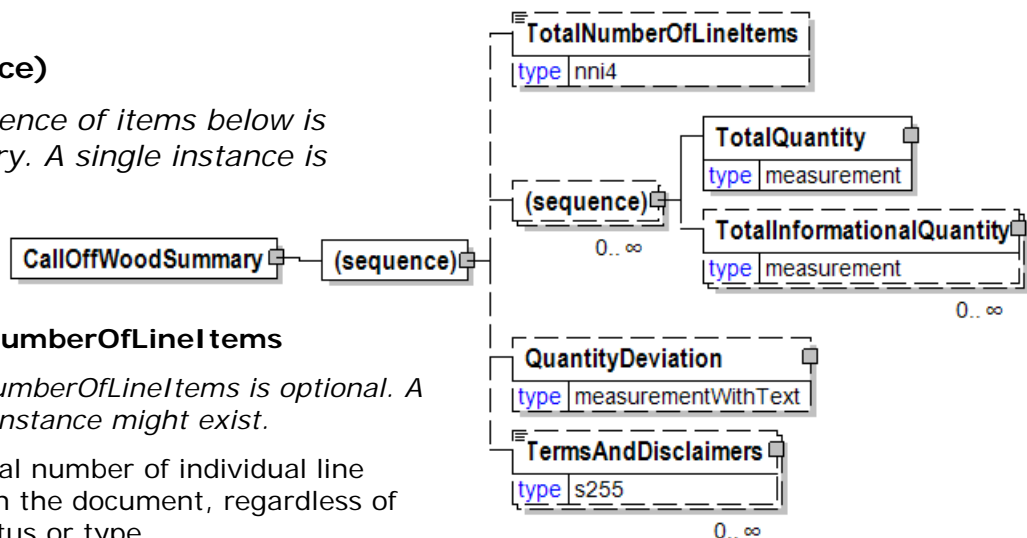 ce)
ence of items below is
ry. A single instance is
CallOffWoodSummary
(sequence)
TotalNumberOfLineItems
type nni4
(sequence)
0.. ∞
TotalQuantity
type measurement
TotalInformationalQuantity
type measurement
0.. ∞
QuantityDeviation
type measurementWithText
TermsAndDisclaimers
type s255
0.. ∞
umberOfLineItems
umberOfLineItems is optional. A
nstance might exist.
al number of individual line
n the document, regardless of
tus or type